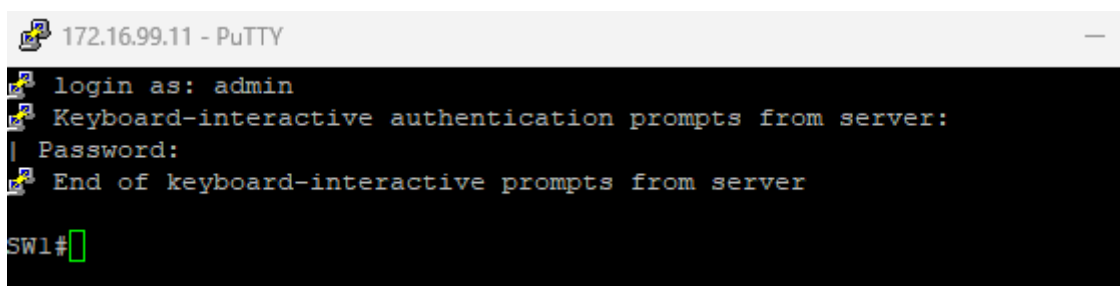 172.16.99.11 - PuTTY
login as: admin
Keyboard-interactive authentication prompts from server:
| Password:
End of keyboard-interactive prompts from server
SW1#